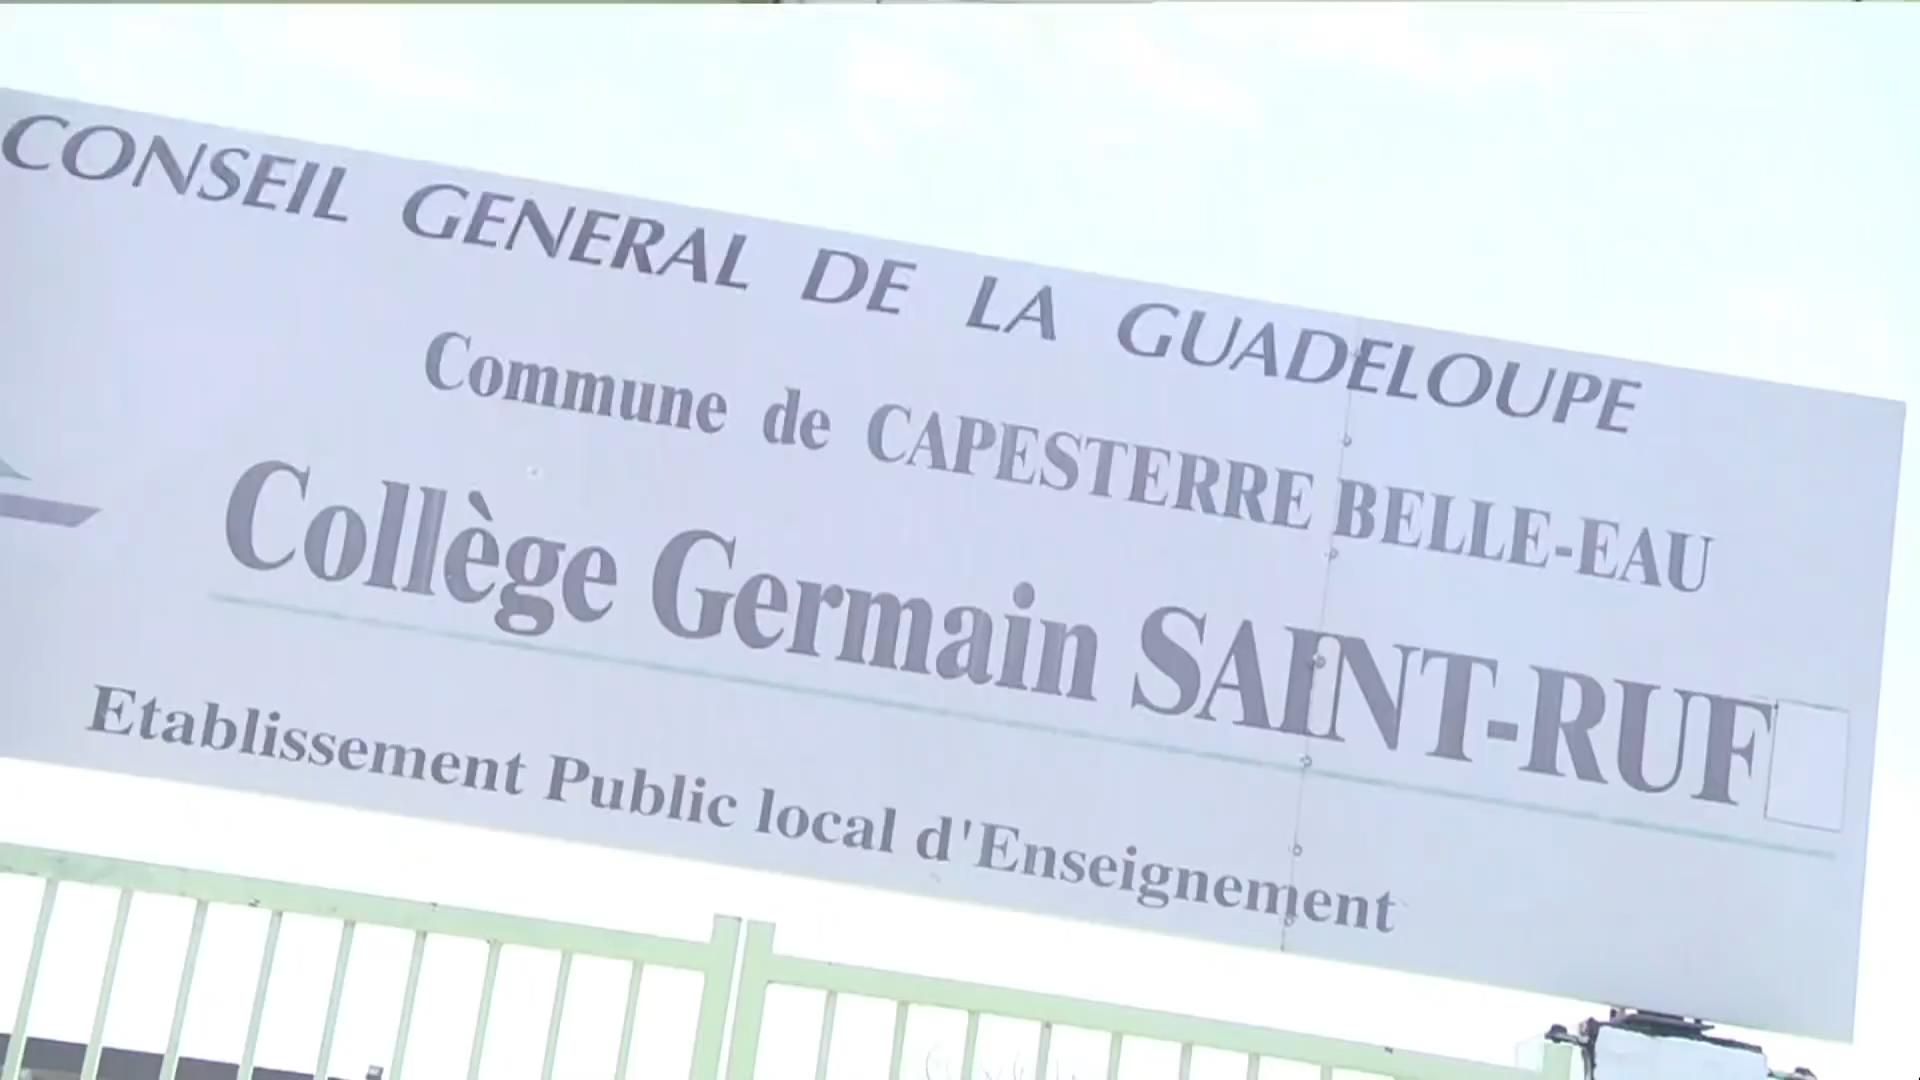 CONSEIL GENERAL DE LA GUADELOUPE
Commune de CAPESTERRE BELLE-EAU
Collège Germain SAINT-RUF
Etablissement Public local d'Enseignement